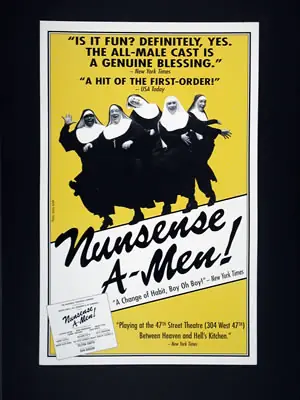 "IS IT FUN? DEFINITELY, YES.
THE ALL-MALE CAST IS
A GENUINE BLESSING."
– New York Times
"A HIT OF THE FIRST-ORDER!"
– USA Today
Nunsense
A-Men!
"A Change of Habit, Boy Oh Boy!" – New York Times
Nunsense
A-Men!
"Playing at the 47th Street Theatre (304 West 47th)
Between Heaven and Hell's Kitchen."
– New York Times